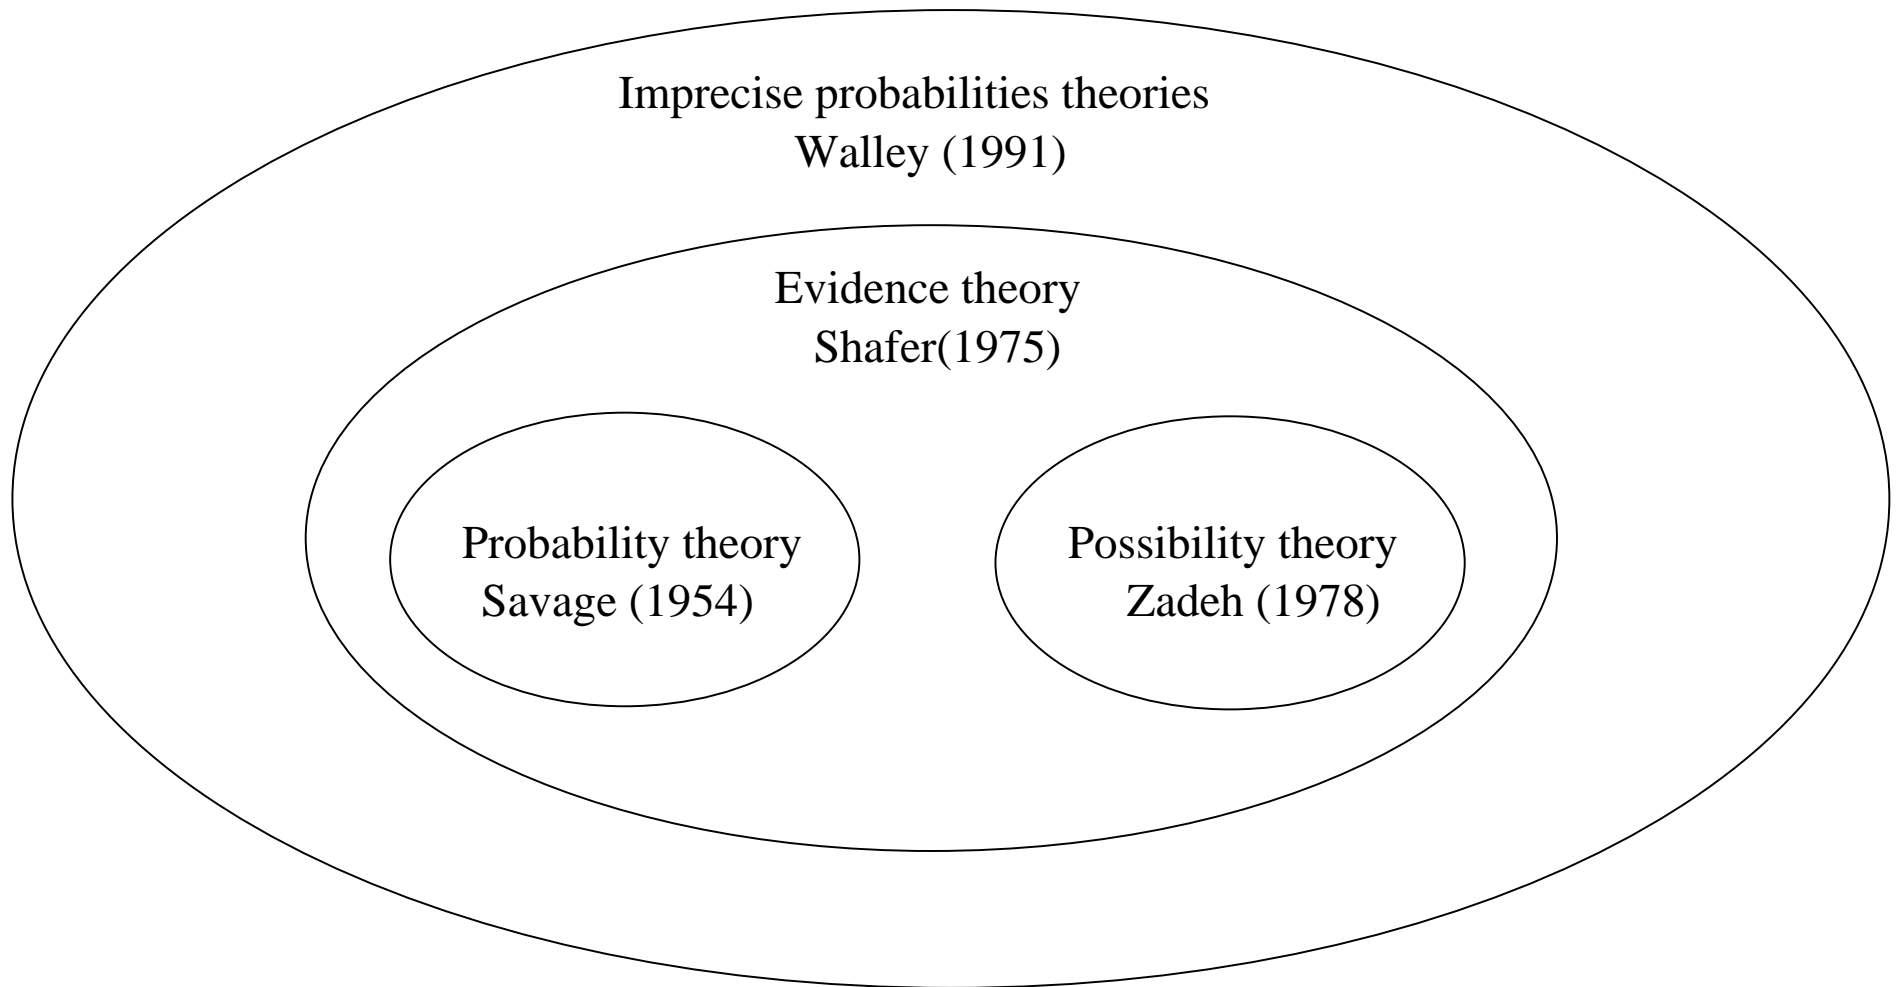 Imprecise probabilities theories
Walley (1991)
Evidence theory
Shafer(1975)
Probability theory
Savage (1954)
Possibility theory
Zadeh (1978)